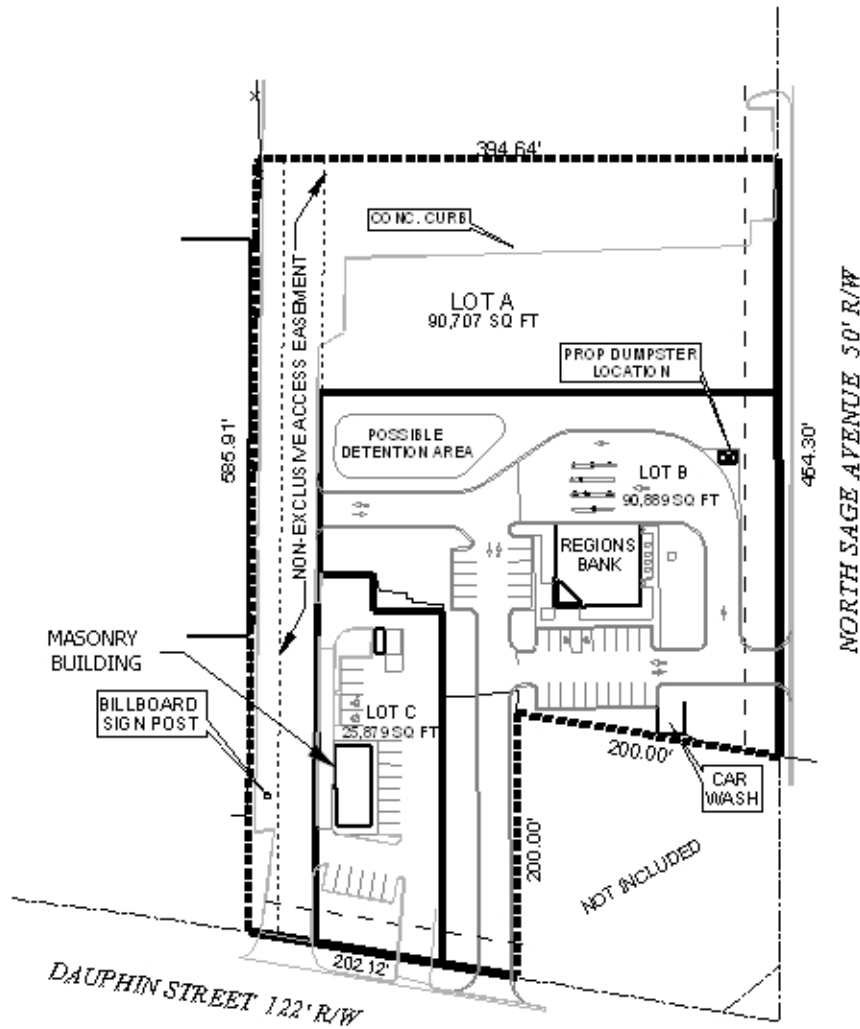 394.64'
CONC. CURB
NON-EXCLUSIVE ACCESS EASEMENT
LOT A
90,707 SQ FT
PROP DUMPSTER
LOCATION
NORTH SAGE AVENUE 50' R/W
585.91'
464.30'
POSSIBLE
DETENTION AREA
LOT B
90,889 SQ FT
REGIONS
BANK
MASONRY
BUILDING
BILLBOARD
SIGN POST
LOT C
25,879 SQ FT
200.00'
CAR
WASH
200.00'
NOT INCLUDED
202.12'
DAUPHIN STREET 122' R/W